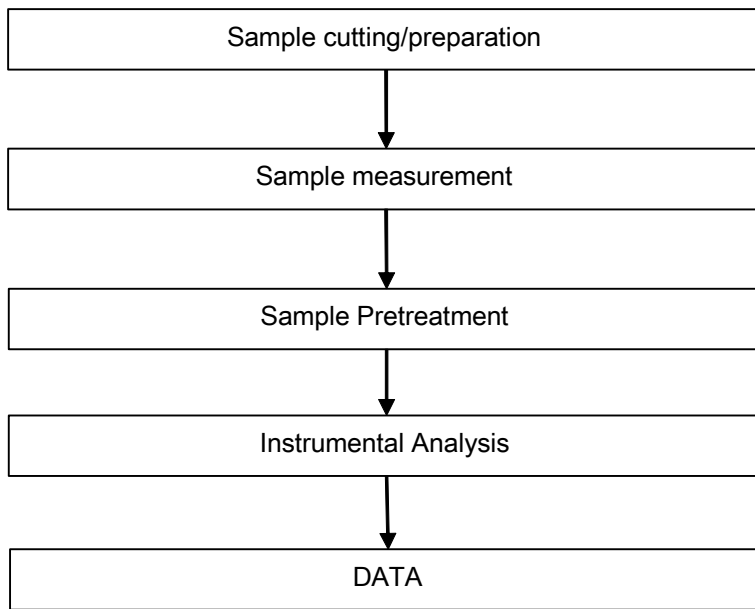 Sample cutting/preparation
Sample measurement
Sample Pretreatment
Instrumental Analysis
DATA